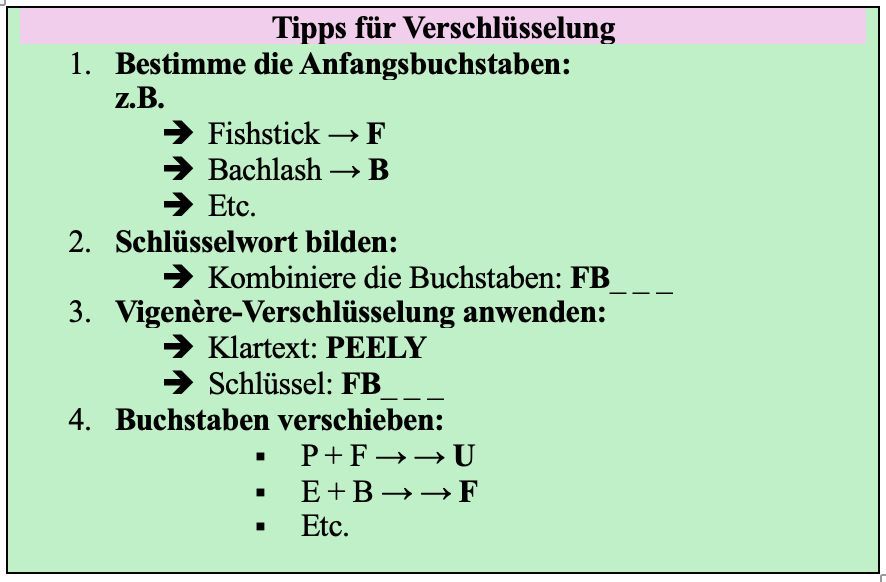 Tipps für Verschlüsselung
1. Bestimme die Anfangsbuchstaben:
z.B.
➔ Fishstick → F
➔ Bachlash → B
➔ Etc.
2. Schlüsselwort bilden:
➔ Kombiniere die Buchstaben: FB_ _ _
3. Vigenère-Verschlüsselung anwenden:
➔ Klartext: PEELY
➔ Schlüssel: FB_ _ _
4. Buchstaben verschieben:
▪ P + F → → U
▪ E + B → → F
▪ Etc.